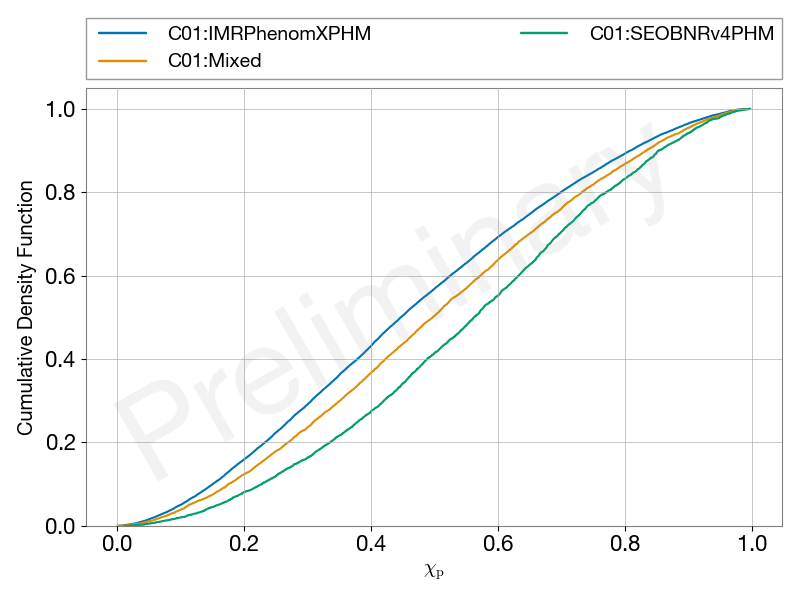 C01:IMRPhenomXPHM
C01:Mixed
C01:SEOBNRv4PHM
1.0
0.8
0.6
0.4
0.2
0.0
Cumulative Density Function
Preliminary
0.0 0.2 0.4 0.6 0.8 1.0
χp